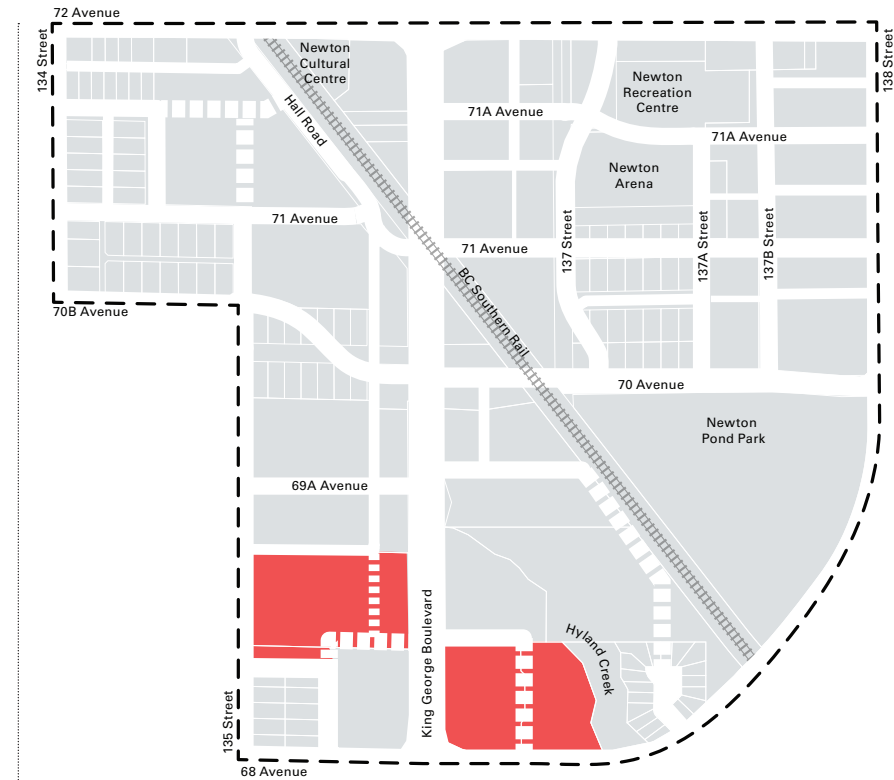 72 Avenue
134 Street
Newton
Cultural
Centre
138 Street
Newton
Recreation
Centre
Hall Road
71A Avenue
71A Avenue
Newton
Arena
71 Avenue
71 Avenue
137 Street
137A Street
137B Street
BC Southern Rail
70B Avenue
70 Avenue
Newton
Pond Park
69A Avenue
King George Boulevard
Hyland Creek
135 Street
68 Avenue